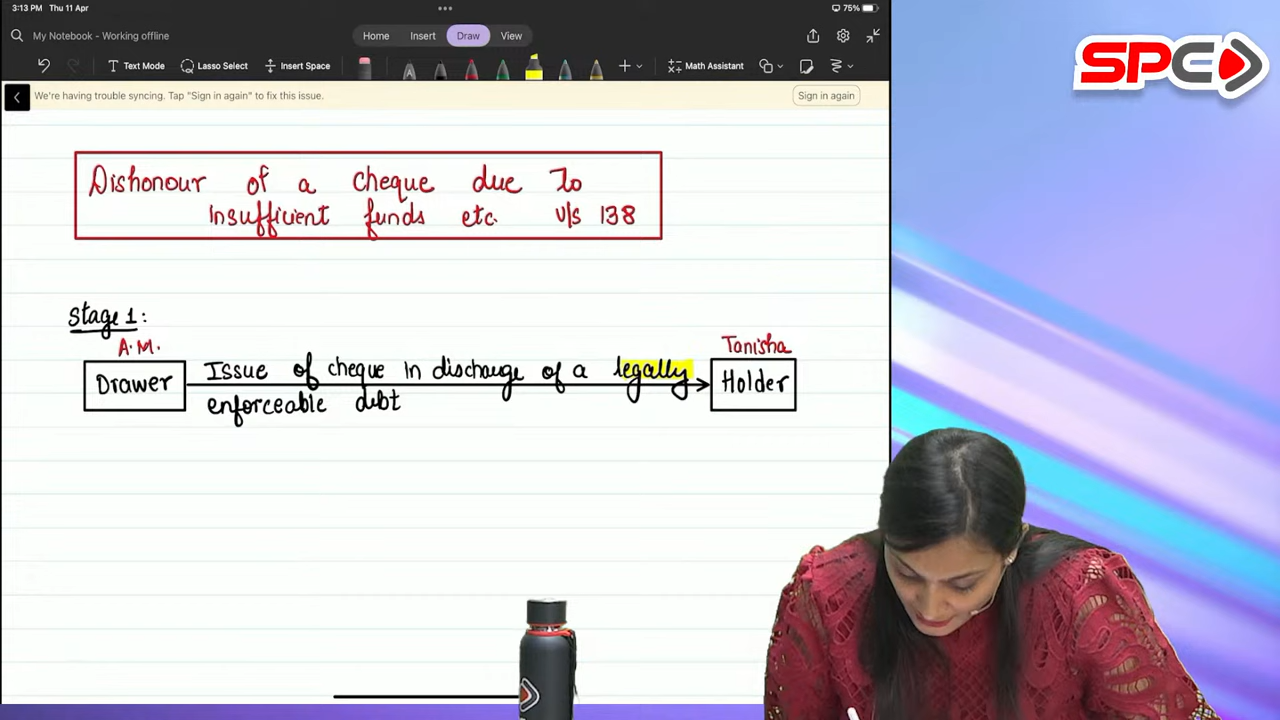 3:13 PM Thu 11 Apr
75%
My Notebook - Working offline
Home Insert Draw View
Text Mode Lasso Select Insert Space Math Assistant
We're having trouble syncing. Tap "Sign in again" to fix this issue.
Sign in again
SPC
Dishonour of a cheque due To
insufficient funds etc. u/s 138
Stage 1:
A.M.
Tanisha
Drawer
Issue of cheque in discharge of a legally
enforceable debt
Holder